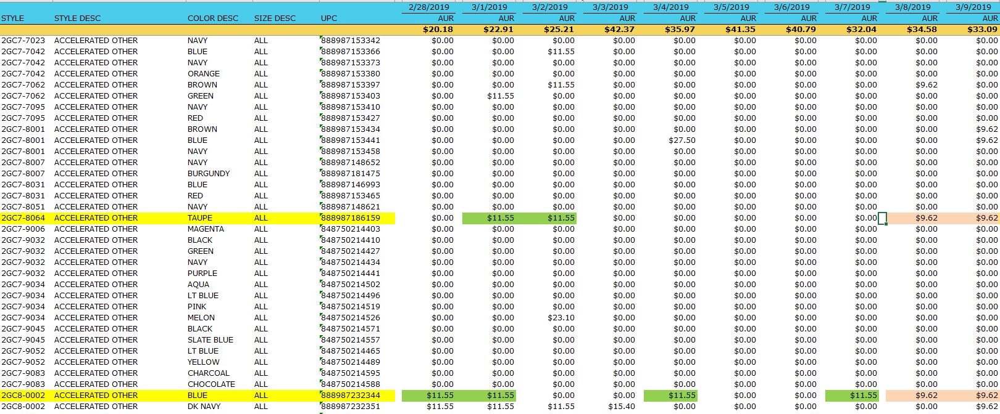 2/28/2019 3/1/2019 3/2/2019 3/3/2019 3/4/2019 3/5/2019 3/6/2019 3/7/2019 3/8/2019 3/9/2019
STYLE STYLE DESC COLOR DESC SIZE DESC UPC AUR AUR AUR AUR AUR AUR AUR AUR AUR AUR
$20.18 $22.91 $25.21 $42.37 $35.97 $41.35 $40.79 $32.04 $34.58 $33.09
2GC7-7023 ACCELERATED OTHER NAVY ALL 888987153342 $0.00 $0.00 $0.00 $0.00 $0.00 $0.00 $0.00 $0.00 $0.00 $0.00
2GC7-7042 ACCELERATED OTHER BLUE ALL 888987153366 $0.00 $0.00 $11.55 $0.00 $0.00 $0.00 $0.00 $0.00 $0.00 $0.00
2GC7-7042 ACCELERATED OTHER NAVY ALL 888987153373 $0.00 $0.00 $0.00 $0.00 $0.00 $0.00 $0.00 $0.00 $0.00 $0.00
2GC7-7042 ACCELERATED OTHER ORANGE ALL 888987153380 $0.00 $0.00 $0.00 $0.00 $0.00 $0.00 $0.00 $0.00 $0.00 $0.00
2GC7-7062 ACCELERATED OTHER BROWN ALL 888987153397 $0.00 $0.00 $11.55 $0.00 $0.00 $0.00 $0.00 $0.00 $9.62 $0.00
2GC7-7062 ACCELERATED OTHER GREEN ALL 888987153403 $0.00 $11.55 $0.00 $0.00 $0.00 $0.00 $0.00 $0.00 $0.00 $0.00
2GC7-7095 ACCELERATED OTHER NAVY ALL 888987153410 $0.00 $0.00 $0.00 $0.00 $0.00 $0.00 $0.00 $0.00 $0.00 $0.00
2GC7-7095 ACCELERATED OTHER RED ALL 888987153427 $0.00 $0.00 $0.00 $0.00 $0.00 $0.00 $0.00 $0.00 $0.00 $0.00
2GC7-8001 ACCELERATED OTHER BROWN ALL 888987153434 $0.00 $0.00 $0.00 $0.00 $0.00 $0.00 $0.00 $0.00 $0.00 $9.62
2GC7-8001 ACCELERATED OTHER BLUE ALL 888987153441 $0.00 $0.00 $0.00 $0.00 $27.50 $0.00 $0.00 $0.00 $0.00 $9.62
2GC7-8001 ACCELERATED OTHER NAVY ALL 888987153458 $0.00 $0.00 $0.00 $0.00 $0.00 $0.00 $0.00 $0.00 $0.00 $0.00
2GC7-8007 ACCELERATED OTHER NAVY ALL 888987148652 $0.00 $0.00 $0.00 $0.00 $0.00 $0.00 $0.00 $0.00 $0.00 $0.00
2GC7-8007 ACCELERATED OTHER BURGUNDY ALL 888987181475 $0.00 $0.00 $0.00 $0.00 $0.00 $0.00 $0.00 $0.00 $0.00 $0.00
2GC7-8031 ACCELERATED OTHER BLUE ALL 888987146993 $0.00 $0.00 $0.00 $0.00 $0.00 $0.00 $0.00 $0.00 $0.00 $0.00
2GC7-8031 ACCELERATED OTHER RED ALL 888987153465 $0.00 $0.00 $0.00 $0.00 $0.00 $0.00 $0.00 $0.00 $0.00 $0.00
2GC7-8051 ACCELERATED OTHER NAVY ALL 888987148621 $0.00 $0.00 $0.00 $0.00 $0.00 $0.00 $0.00 $0.00 $0.00 $0.00
2GC7-8064 ACCELERATED OTHER TAUPE ALL 888987186159 $0.00 $11.55 $11.55 $0.00 $0.00 $0.00 $0.00 $0.00 $9.62 $9.62
2GC7-9006 ACCELERATED OTHER MAGENTA ALL 848750214403 $0.00 $0.00 $0.00 $0.00 $0.00 $0.00 $0.00 $0.00 $0.00 $0.00
2GC7-9032 ACCELERATED OTHER BLACK ALL 848750214410 $0.00 $0.00 $0.00 $0.00 $0.00 $0.00 $0.00 $0.00 $0.00 $0.00
2GC7-9032 ACCELERATED OTHER GREEN ALL 848750214427 $0.00 $0.00 $0.00 $0.00 $0.00 $0.00 $0.00 $0.00 $0.00 $0.00
2GC7-9032 ACCELERATED OTHER NAVY ALL 848750214434 $0.00 $0.00 $0.00 $0.00 $0.00 $0.00 $0.00 $0.00 $0.00 $0.00
2GC7-9032 ACCELERATED OTHER PURPLE ALL 848750214441 $0.00 $0.00 $0.00 $0.00 $0.00 $0.00 $0.00 $0.00 $0.00 $0.00
2GC7-9034 ACCELERATED OTHER AQUA ALL 848750214502 $0.00 $0.00 $0.00 $0.00 $0.00 $0.00 $0.00 $0.00 $0.00 $0.00
2GC7-9034 ACCELERATED OTHER LT BLUE ALL 848750214496 $0.00 $0.00 $0.00 $0.00 $0.00 $0.00 $0.00 $0.00 $0.00 $0.00
2GC7-9034 ACCELERATED OTHER PINK ALL 848750214519 $0.00 $0.00 $0.00 $0.00 $0.00 $0.00 $0.00 $0.00 $0.00 $0.00
2GC7-9034 ACCELERATED OTHER MELON ALL 848750214526 $0.00 $0.00 $23.10 $0.00 $0.00 $0.00 $0.00 $0.00 $0.00 $0.00
2GC7-9045 ACCELERATED OTHER BLACK ALL 848750214571 $0.00 $0.00 $0.00 $0.00 $0.00 $0.00 $0.00 $0.00 $0.00 $0.00
2GC7-9045 ACCELERATED OTHER SLATE BLUE ALL 848750214557 $0.00 $0.00 $0.00 $0.00 $0.00 $0.00 $0.00 $0.00 $0.00 $0.00
2GC7-9052 ACCELERATED OTHER LT BLUE ALL 848750214465 $0.00 $0.00 $0.00 $0.00 $0.00 $0.00 $0.00 $0.00 $0.00 $0.00
2GC7-9052 ACCELERATED OTHER YELLOW ALL 848750214489 $0.00 $0.00 $0.00 $0.00 $0.00 $0.00 $0.00 $0.00 $0.00 $0.00
2GC7-9083 ACCELERATED OTHER CHARCOAL ALL 848750214595 $0.00 $0.00 $0.00 $0.00 $0.00 $0.00 $0.00 $0.00 $0.00 $0.00
2GC7-9083 ACCELERATED OTHER CHOCOLATE ALL 848750214588 $0.00 $0.00 $0.00 $0.00 $0.00 $0.00 $0.00 $0.00 $0.00 $0.00
2GC8-0002 ACCELERATED OTHER BLUE ALL 888987232344 $11.55 $11.55 $0.00 $0.00 $11.55 $0.00 $0.00 $11.55 $9.62 $9.62
2GC8-0002 ACCELERATED OTHER DK NAVY ALL 888987232351 $11.55 $11.55 $11.55 $15.40 $0.00 $0.00 $0.00 $0.00 $0.00 $9.62